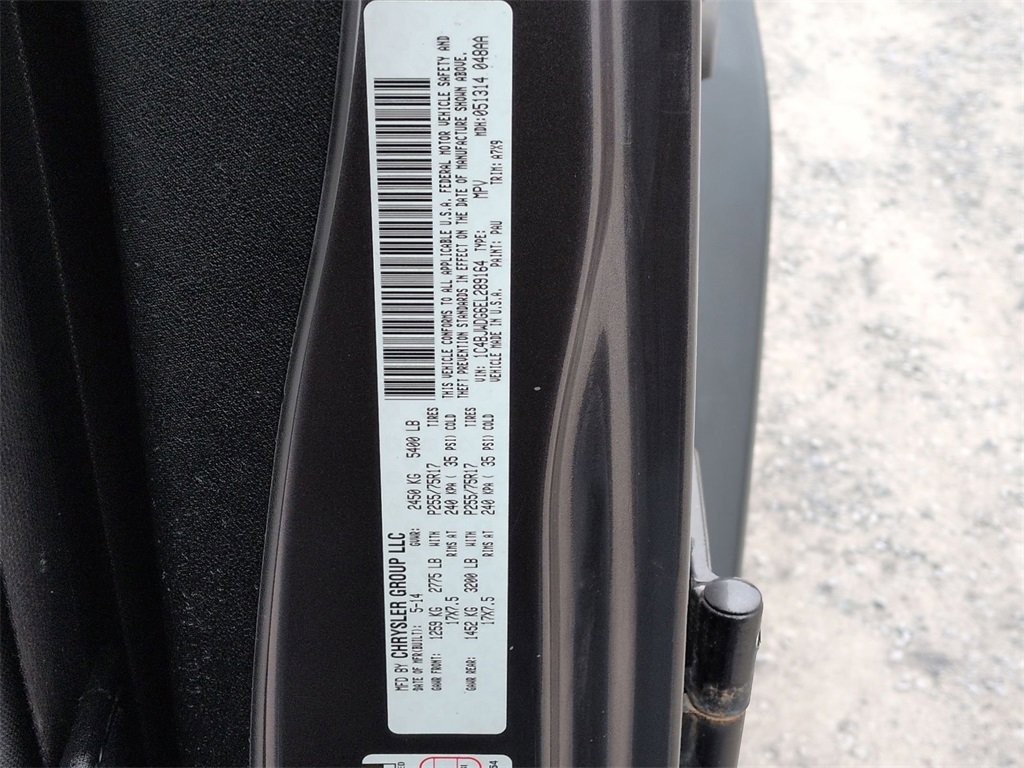 MFD BY CHRYSLER GROUP LLC
DATE OF MFR(BUILT): 5-14 GVWR: 2450 KG 5400 LB
GAWR FRONT: 1259 KG 2775 LB WITH P255/75R17 TIRES
17X7.5 RIMS AT 240 KPA ( 35 PSI) COLD
GAWR REAR: 1452 KG 3200 LB WITH P255/75R17 TIRES
17X7.5 RIMS AT 240 KPA ( 35 PSI) COLD
THIS VEHICLE CONFORMS TO ALL APPLICABLE U.S.A. FEDERAL MOTOR VEHICLE SAFETY AND
THEFT PREVENTION STANDARDS IN EFFECT ON THE DATE OF MANUFACTURE SHOWN ABOVE.
VIN: 1C4BJWDG6EL289164 TYPE: MPV MDH:051314 048AA
VEHICLE MADE IN U.S.A. PAINT: PAU TRIM: A7X9